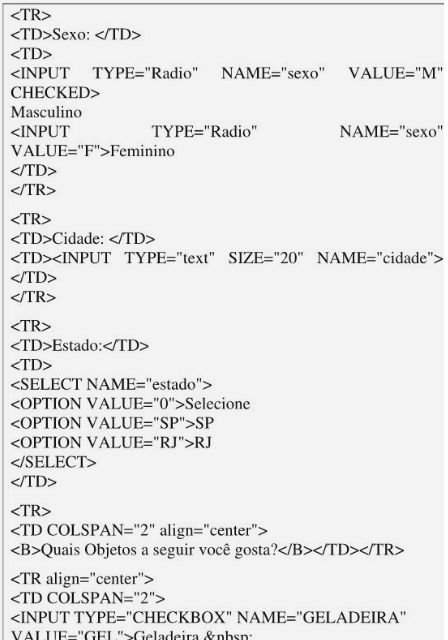 <TR>
<TD>Sexo: </TD>
<TD>
<INPUT TYPE="Radio" NAME="sexo" VALUE="M"
CHECKED>
Masculino
<INPUT TYPE="Radio" NAME="sexo"
VALUE="F">Feminino
</TD>
</TR>
<TR>
<TD>Cidade: </TD>
<TD><INPUT TYPE="text" SIZE="20" NAME="cidade">
</TD>
</TR>
<TR>
<TD>Estado:</TD>
<TD>
<SELECT NAME="estado">
<OPTION VALUE="0">Selecione
<OPTION VALUE="SP">SP
<OPTION VALUE="RJ">RJ
</SELECT>
</TD>
<TR>
<TD COLSPAN="2" align="center">
<B>Quais Objetos a seguir você gosta?</B></TD></TR>
<TR align="center">
<TD COLSPAN="2">
<INPUT TYPE="CHECKBOX" NAME="GELADEIRA"
VALUE="GEL">Geladeira &nbsp;